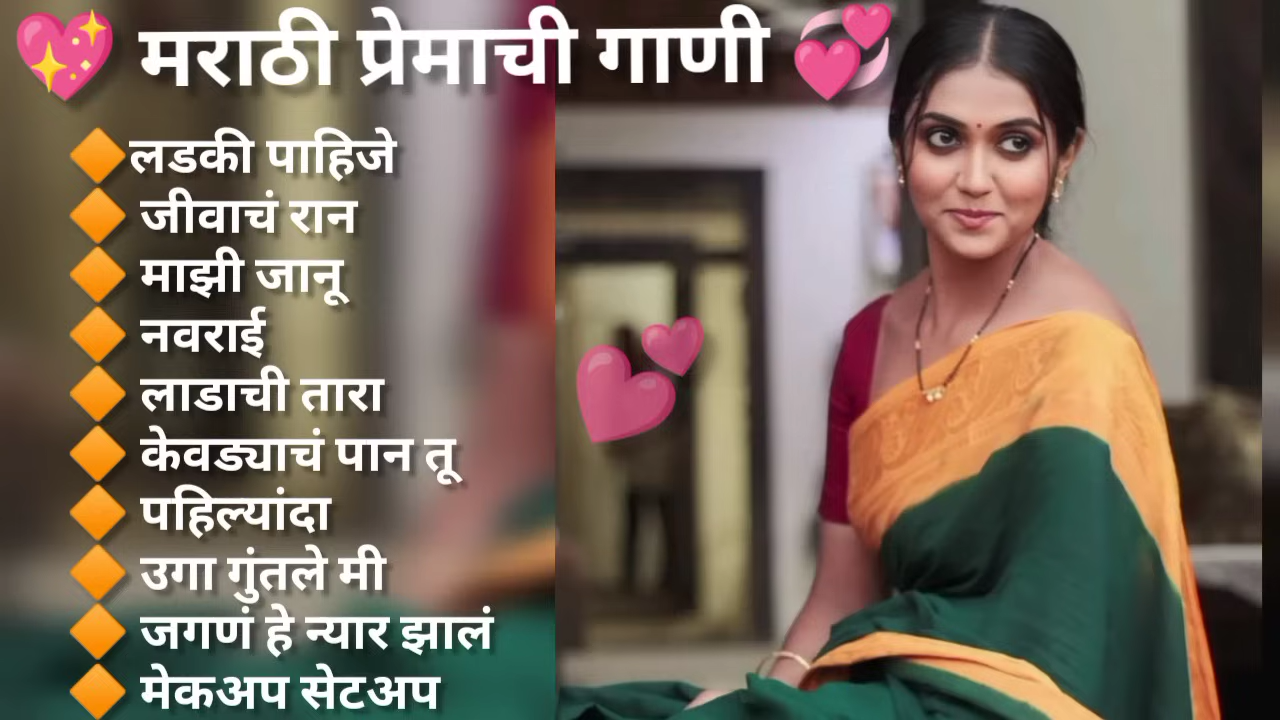 💖 मराठी प्रेमाची गाणी 💞
🔶लडकी पाहिजे
🔶 जीवाचं रान
🔶 माझी जानू
🔶 नवराई
🔶 लाडाची तारा
🔶 केवड्याचं पान तू
🔶 पहिल्यांदा
🔶 उगा गुंतले मी
🔶 जगणं हे न्यार झालं
🔶 मेकअप सेटअप